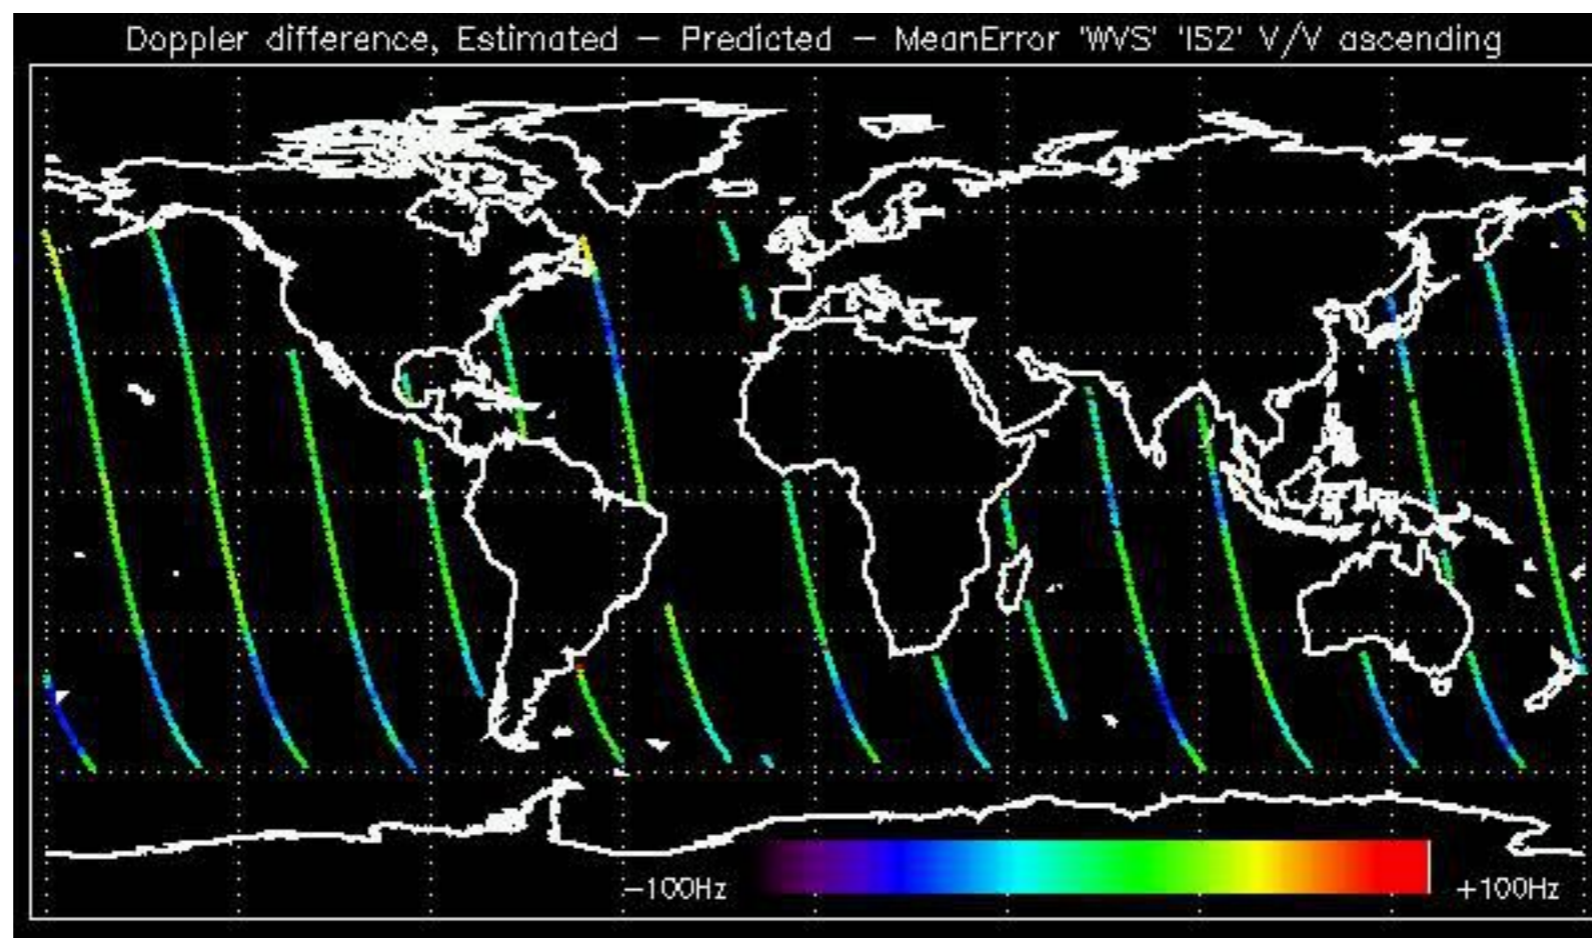 Doppler difference, Estimated – Predicted – MeanError 'WVS' 'IS2' V/V ascending
−100Hz +100Hz